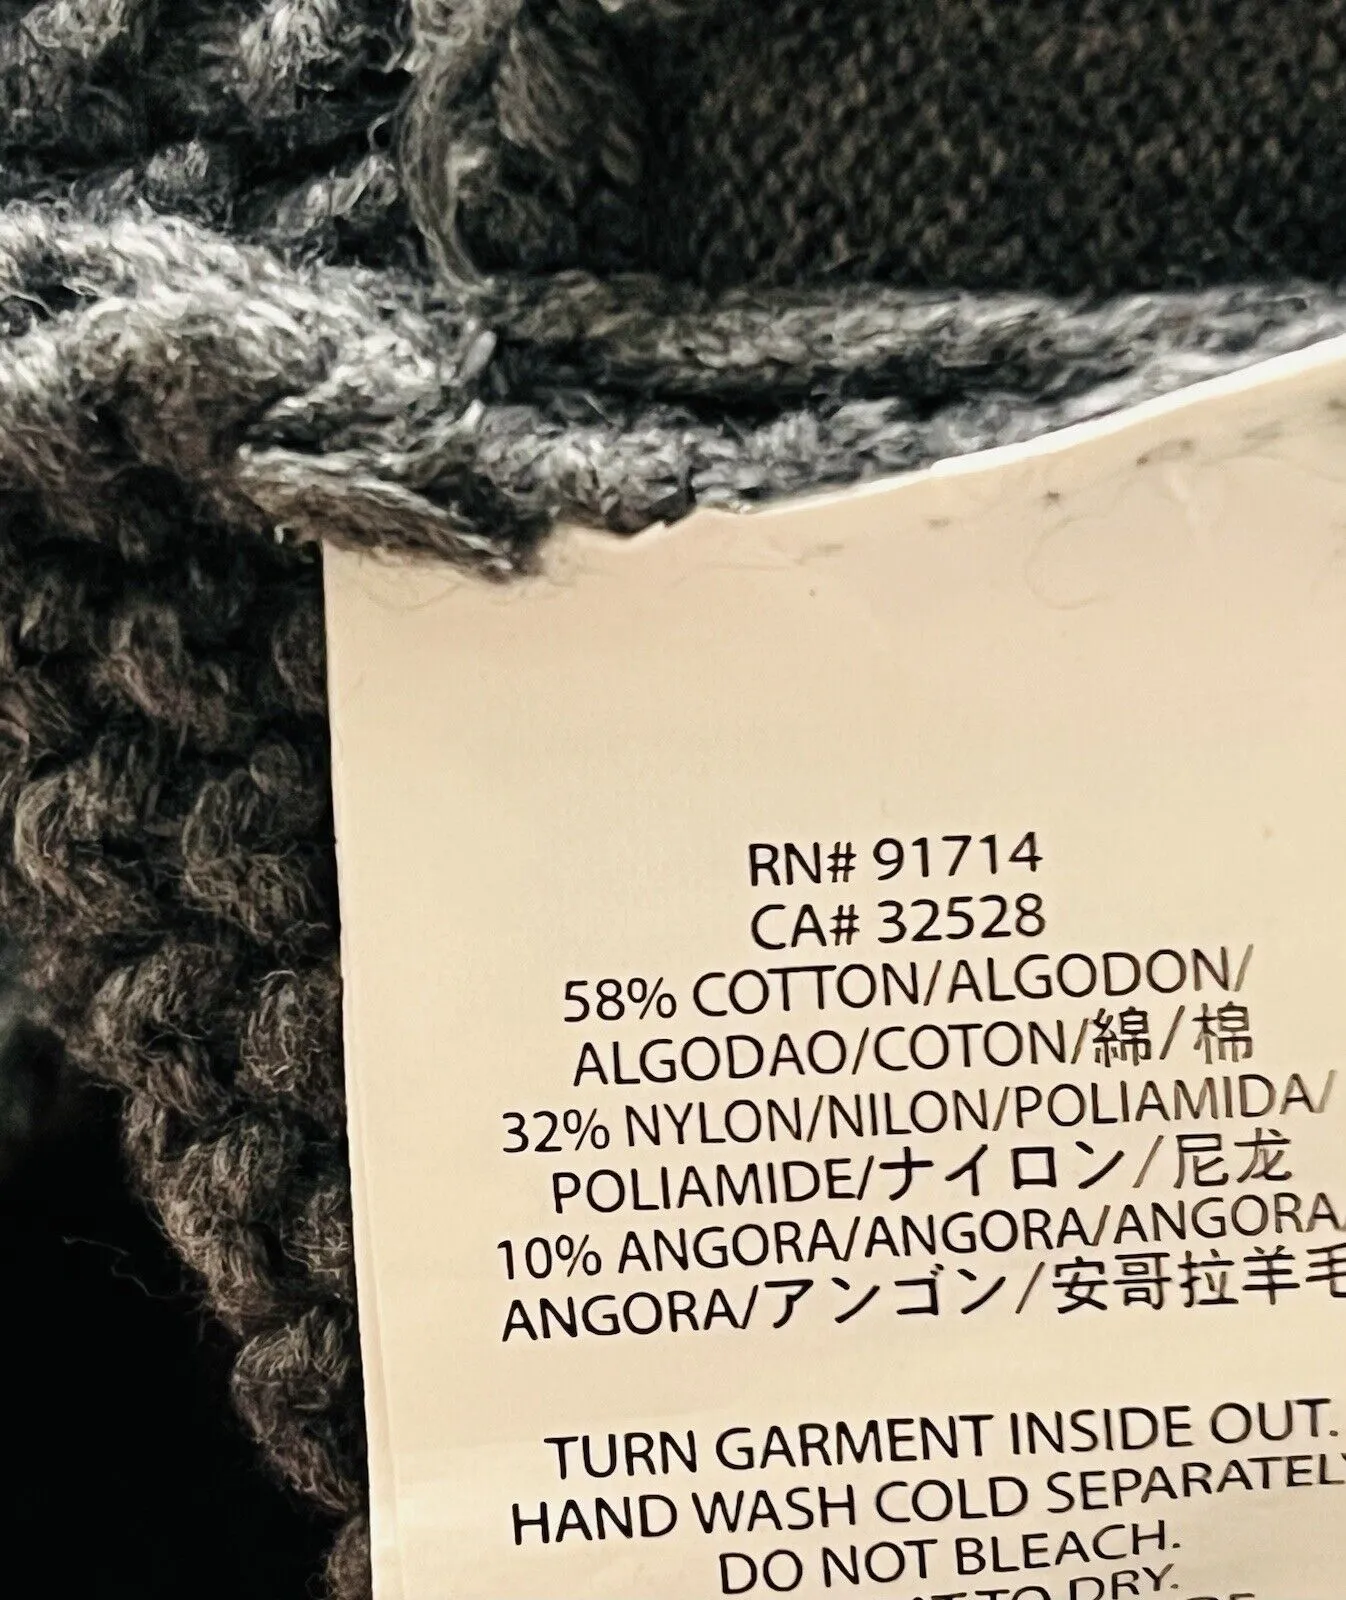 RN# 91714
CA# 32528
58% COTTON/ALGODON/
ALGODAO/COTON/綿/棉
32% NYLON/NILON/POLIAMIDA/
POLIAMIDE/ナイロン/尼龙
10% ANGORA/ANGORA/ANGORA/
ANGORA/アンゴン/安哥拉羊毛
TURN GARMENT INSIDE OUT.
HAND WASH COLD SEPARATELY
DO NOT BLEACH.
TO DRY.